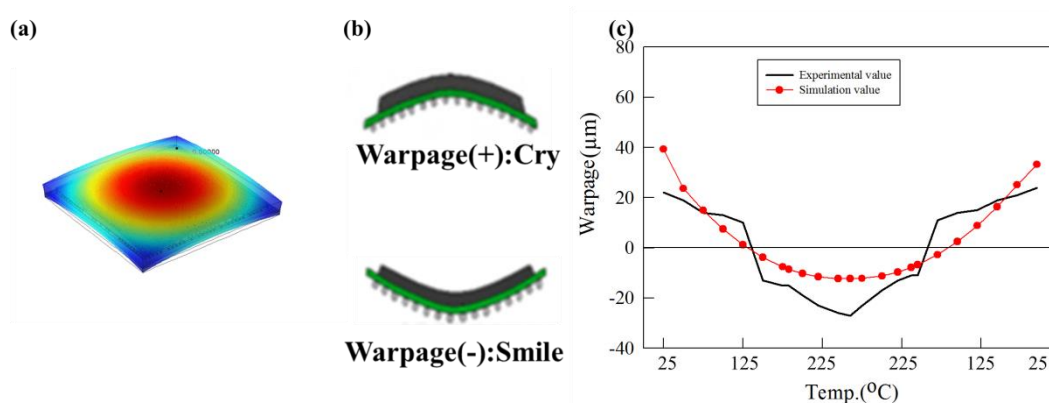 (a)
(b)
Warpage(+):Cry
Warpage(-):Smile
(c)
80
60
40
20
0
-20
-40
Warpage(μm)
Experimental value
Simulation value
25 125 225 225 125 25
Temp.(°C)